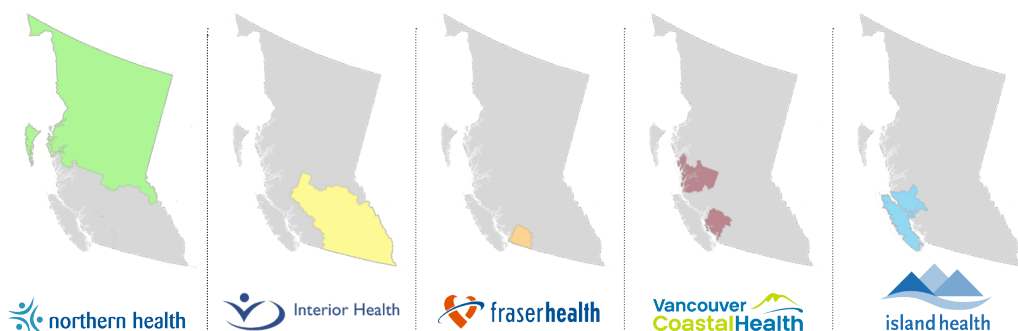 northern health
Interior Health
fraserhealth
Vancouver
CoastalHealth
island health